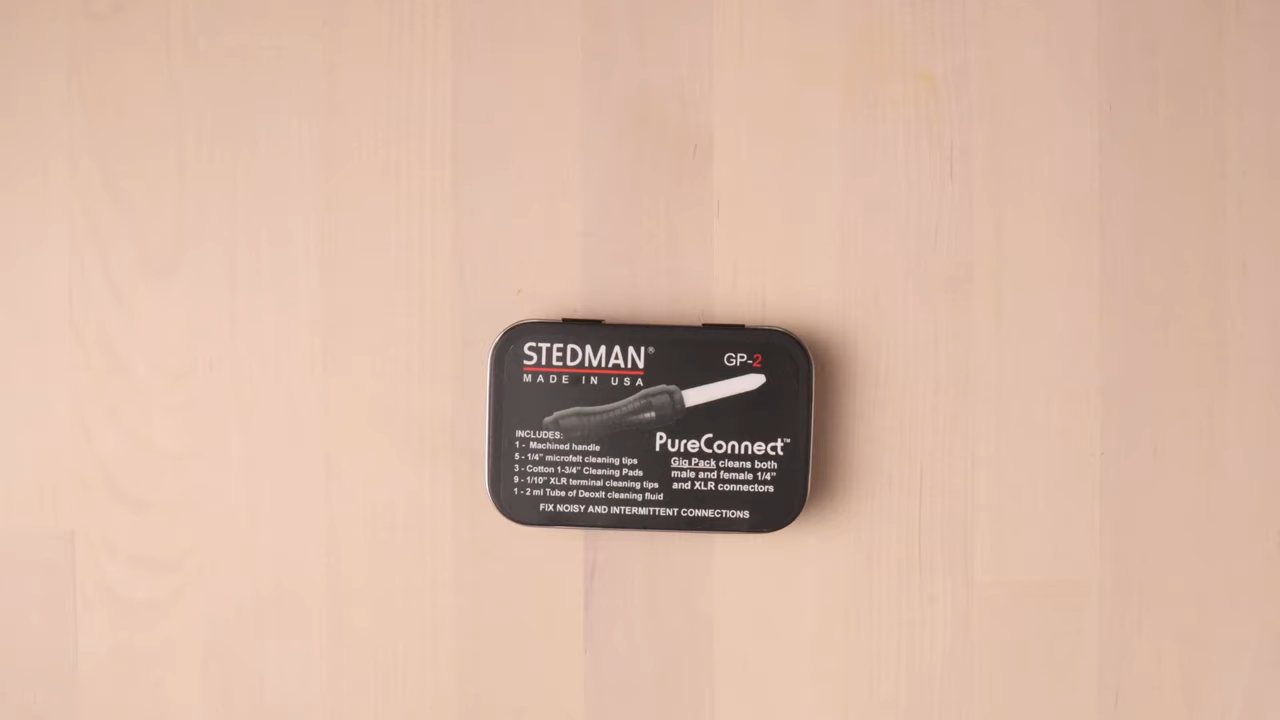 STEDMAN®
MADE IN USA
GP-2
INCLUDES:
1 - Machined handle
5 - 1/4" microfelt cleaning tips
3 - Cotton 1-3/4" Cleaning Pads
9 - 1/10" XLR terminal cleaning tips
1 - 2 ml Tube of DeoxIt cleaning fluid
PureConnect™
Gig Pack cleans both
male and female 1/4"
and XLR connectors
FIX NOISY AND INTERMITTENT CONNECTIONS